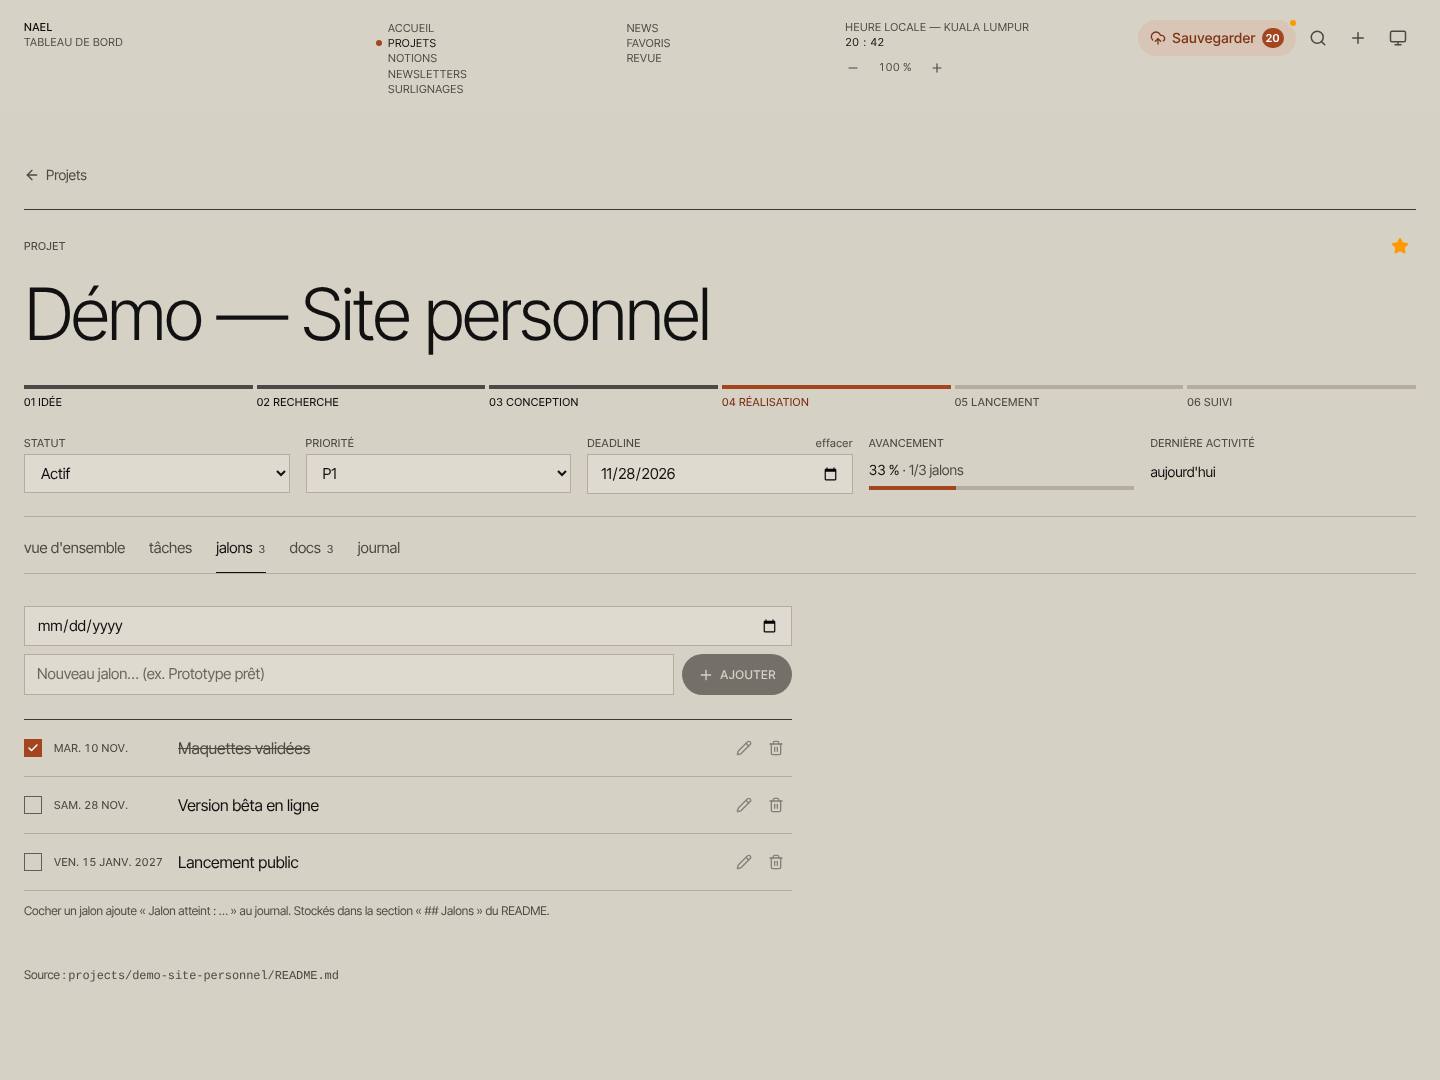 NAEL
TABLEAU DE BORD
ACCUEIL
PROJETS
NOTIONS
NEWSLETTERS
SURLIGNAGES
NEWS
FAVORIS
REVUE
HEURE LOCALE — KUALA LUMPUR
20 : 42
100 %
Sauvegarder 20
Projets
PROJET
Démo — Site personnel
01 IDÉE
02 RECHERCHE
03 CONCEPTION
04 RÉALISATION
05 LANCEMENT
06 SUIVI
STATUT
Actif
PRIORITÉ
P1
DEADLINE effacer
11/28/2026
AVANCEMENT
33 % · 1/3 jalons
DERNIÈRE ACTIVITÉ
aujourd'hui
vue d'ensemble tâches jalons 3 docs 3 journal
mm/dd/yyyy
Nouveau jalon... (ex. Prototype prêt) AJOUTER
MAR. 10 NOV. Maquettes validées
SAM. 28 NOV. Version bêta en ligne
VEN. 15 JANV. 2027 Lancement public
Cocher un jalon ajoute « Jalon atteint : ... » au journal. Stockés dans la section « ## Jalons » du README.
Source : projects/demo-site-personnel/README.md